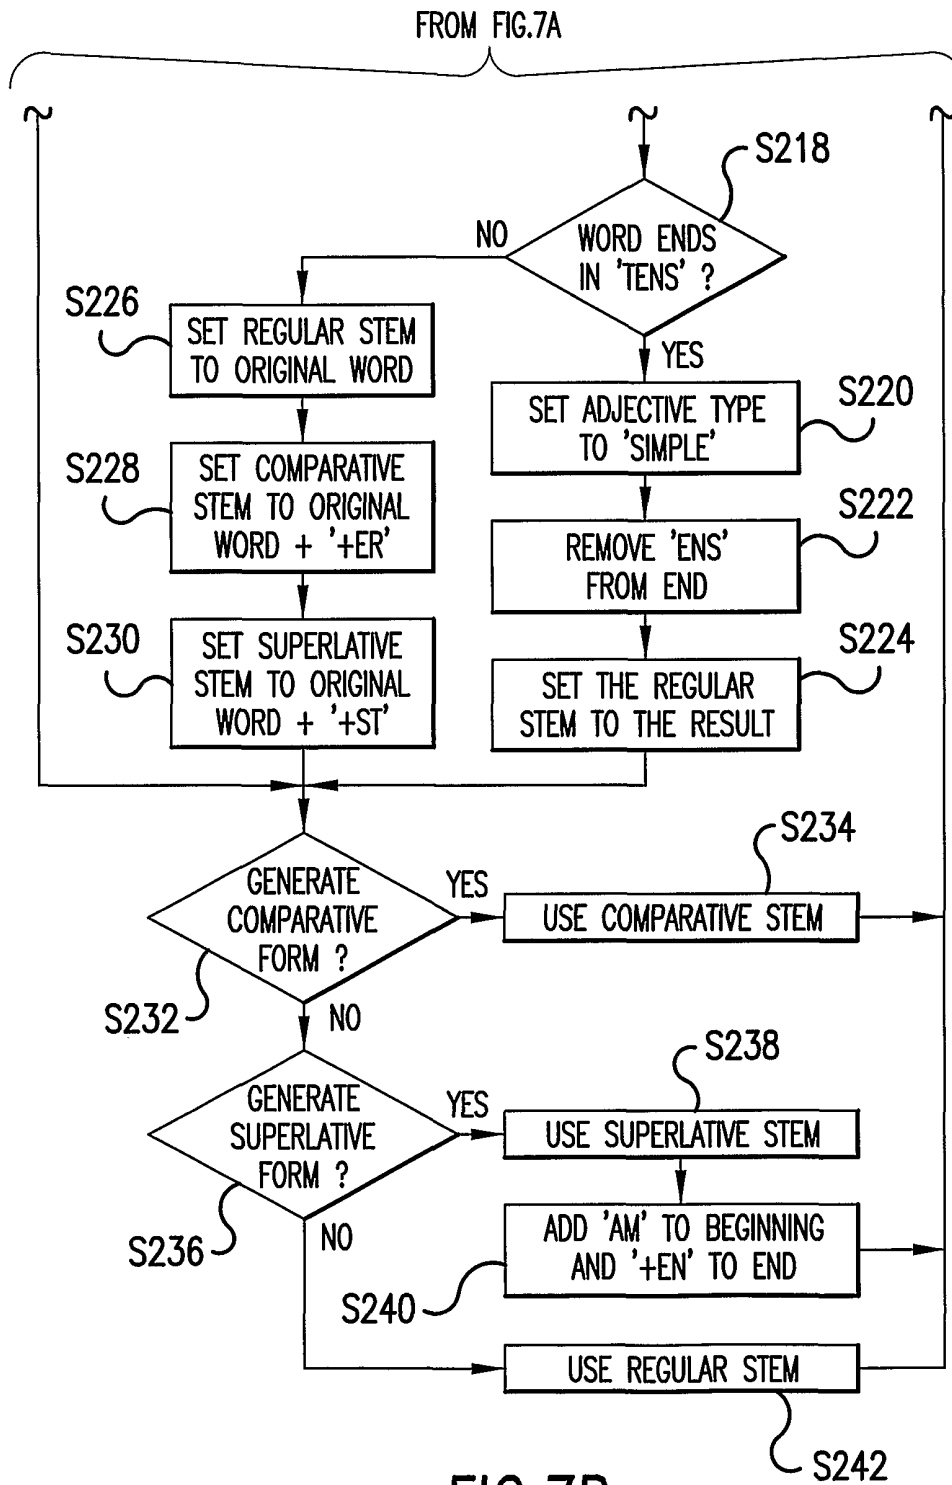 FROM FIG.7A
S218
WORD ENDS
IN 'TENS' ?
NO
YES
S226
SET REGULAR STEM
TO ORIGINAL WORD
S220
SET ADJECTIVE TYPE
TO 'SIMPLE'
S228
SET COMPARATIVE
STEM TO ORIGINAL
WORD + '+ER'
S222
REMOVE 'ENS'
FROM END
S230
SET SUPERLATIVE
STEM TO ORIGINAL
WORD + '+ST'
S224
SET THE REGULAR
STEM TO THE RESULT
GENERATE
COMPARATIVE
FORM ?
S232
YES
S234
USE COMPARATIVE STEM
NO
GENERATE
SUPERLATIVE
FORM ?
S236
YES
S238
USE SUPERLATIVE STEM
NO
ADD 'AM' TO BEGINNING
AND '+EN' TO END
S240
USE REGULAR STEM
S242